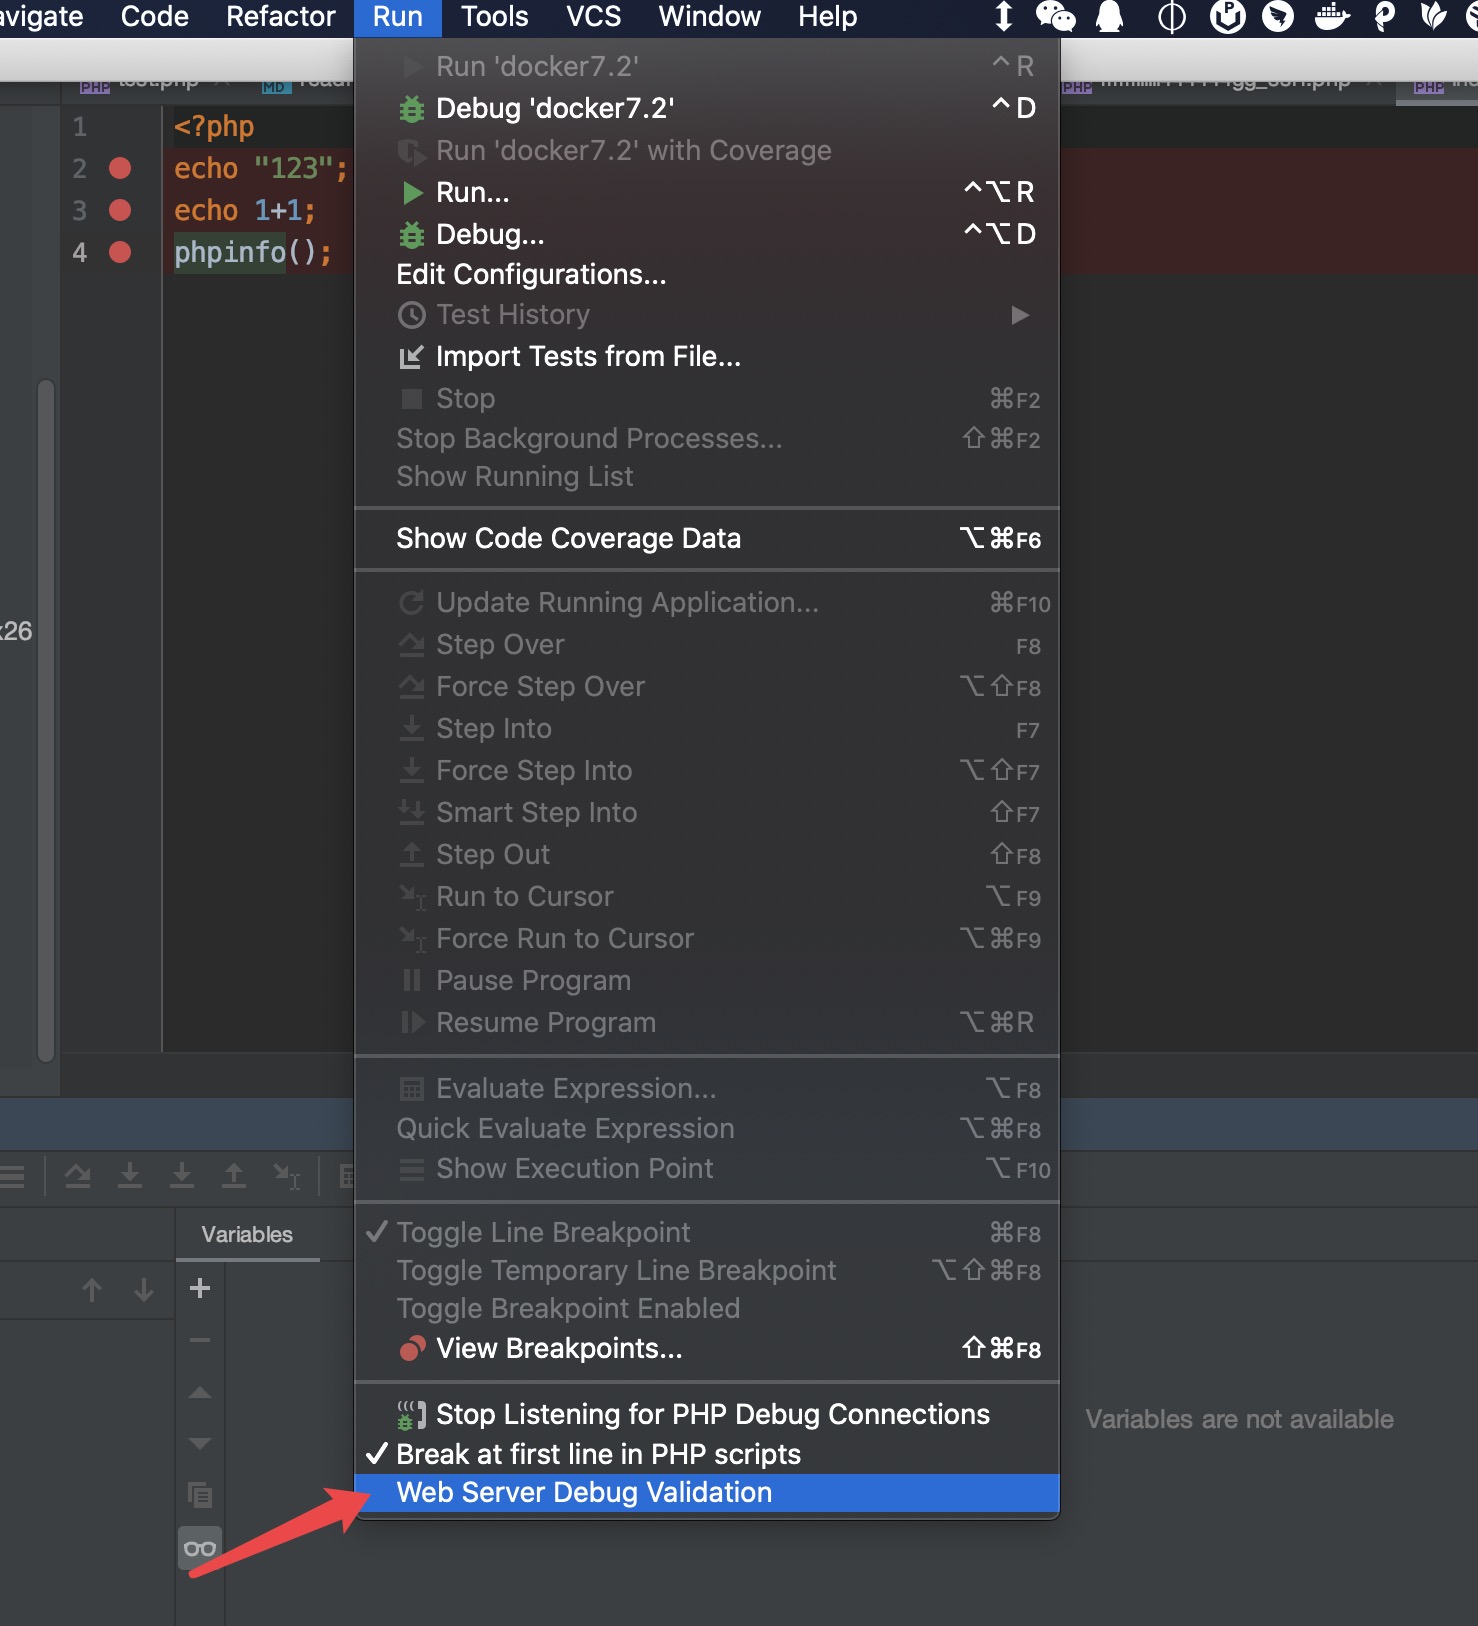 Code Refactor Run Tools VCS Window Help
Run 'docker7.2' ^R
Debug 'docker7.2' ^D
Run 'docker7.2' with Coverage
Run... ^⌥R
Debug... ^⌥D
Edit Configurations...
Test History
Import Tests from File...
Stop ⌘F2
Stop Background Processes... ⇧⌘F2
Show Running List
Show Code Coverage Data ⌥⌘F6
Update Running Application... ⌘F10
Step Over F8
Force Step Over ⌥⇧F8
Step Into F7
Force Step Into ⌥⇧F7
Smart Step Into ⇧F7
Step Out ⇧F8
Run to Cursor ⌥F9
Force Run to Cursor ⌥⌘F9
Pause Program
Resume Program ⌥⌘R
Evaluate Expression... ⌥F8
Quick Evaluate Expression ⌥⌘F8
Show Execution Point ⌥F10
Toggle Line Breakpoint ⌘F8
Toggle Temporary Line Breakpoint ⌥⇧⌘F8
Toggle Breakpoint Enabled
View Breakpoints... ⇧⌘F8
Stop Listening for PHP Debug Connections
Break at first line in PHP scripts
Web Server Debug Validation
PHP test.php MD PHP PHP
1 <?php
2 echo "123";
3 echo 1+1;
4 phpinfo();
Variables
Variables are not available